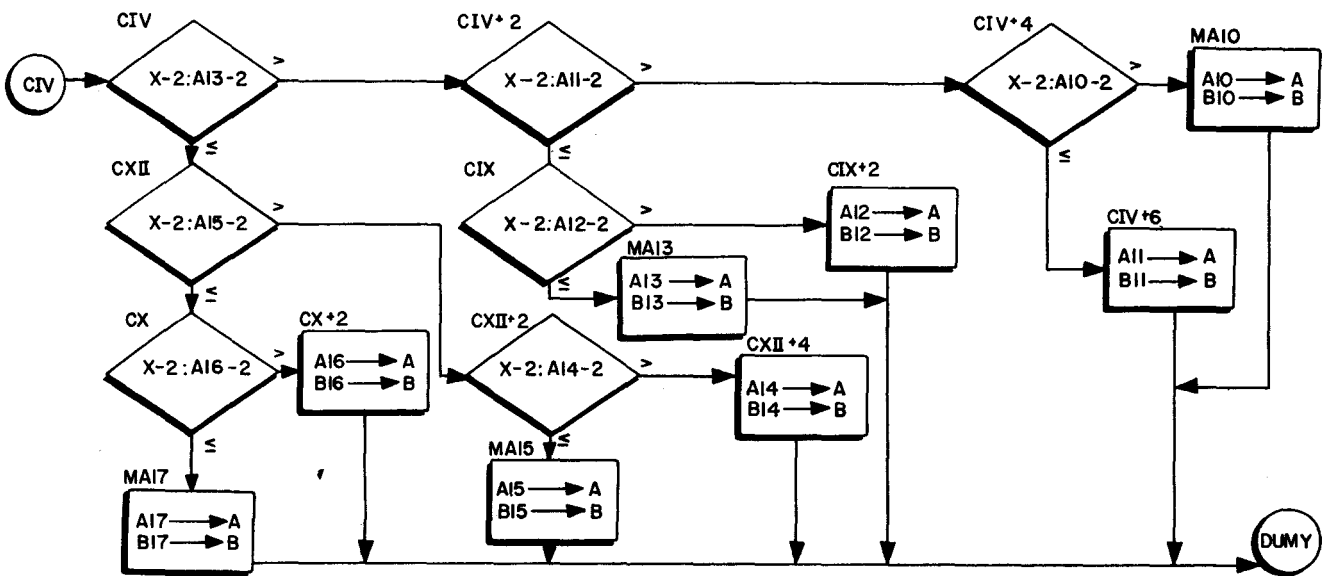 CIV
CIV
X-2:A13-2
>
≤
CIV+2
X-2:A11-2
>
≤
CIV+4
X-2:A10-2
>
≤
MA10
A10 → A
B10 → B
CXII
X-2:A15-2
>
≤
CIX
X-2:A12-2
>
≤
CIX+2
A12 → A
B12 → B
CIV+6
A11 → A
B11 → B
MA13
A13 → A
B13 → B
CX
X-2:A16-2
>
≤
CX+2
A16 → A
B16 → B
CXII+2
X-2:A14-2
>
≤
CXII+4
A14 → A
B14 → B
MA17
A17 → A
B17 → B
MA15
A15 → A
B15 → B
DUMY